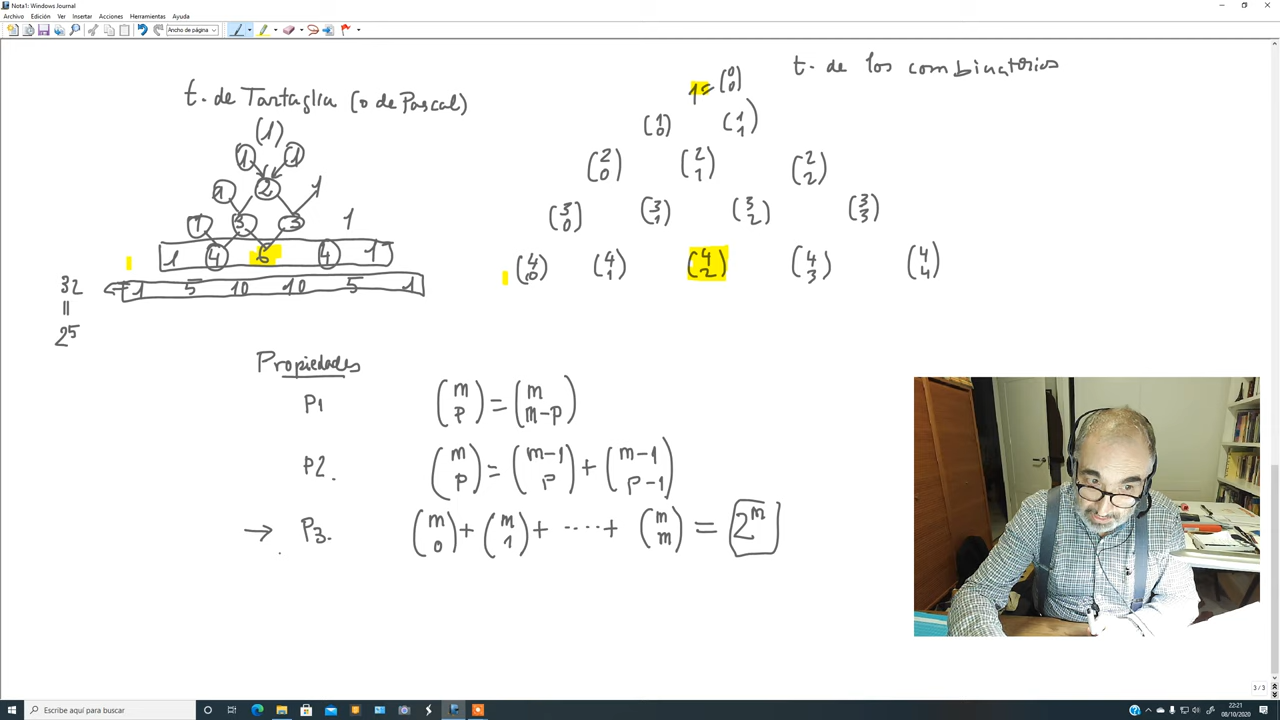 Nota1: Windows Journal
Archivo Edición Ver Insertar Acciones Herramientas Ayuda
Ancho de página
t. de Tartaglia (o de Pascal)
(1)
1 1
1 2 1
1 3 3 1
1 4 6 4 1
1 5 10 10 5 1
32
=
2⁵
t. de los combinatorios
1 = (0 0)
(1 0) (1 1)
(2 0) (2 1) (2 2)
(3 0) (3 1) (3 2) (3 3)
(4 0) (4 1) (4 2) (4 3) (4 4)
Propiedades
P1 (m p) = (m m-p)
P2. (m p) = (m-1 p) + (m-1 p-1)
→ P3. (m 0) + (m 1) + ····+ (m m) = 2ᵐ
3 / 3
Escribe aquí para buscar
22:21
08/10/2020